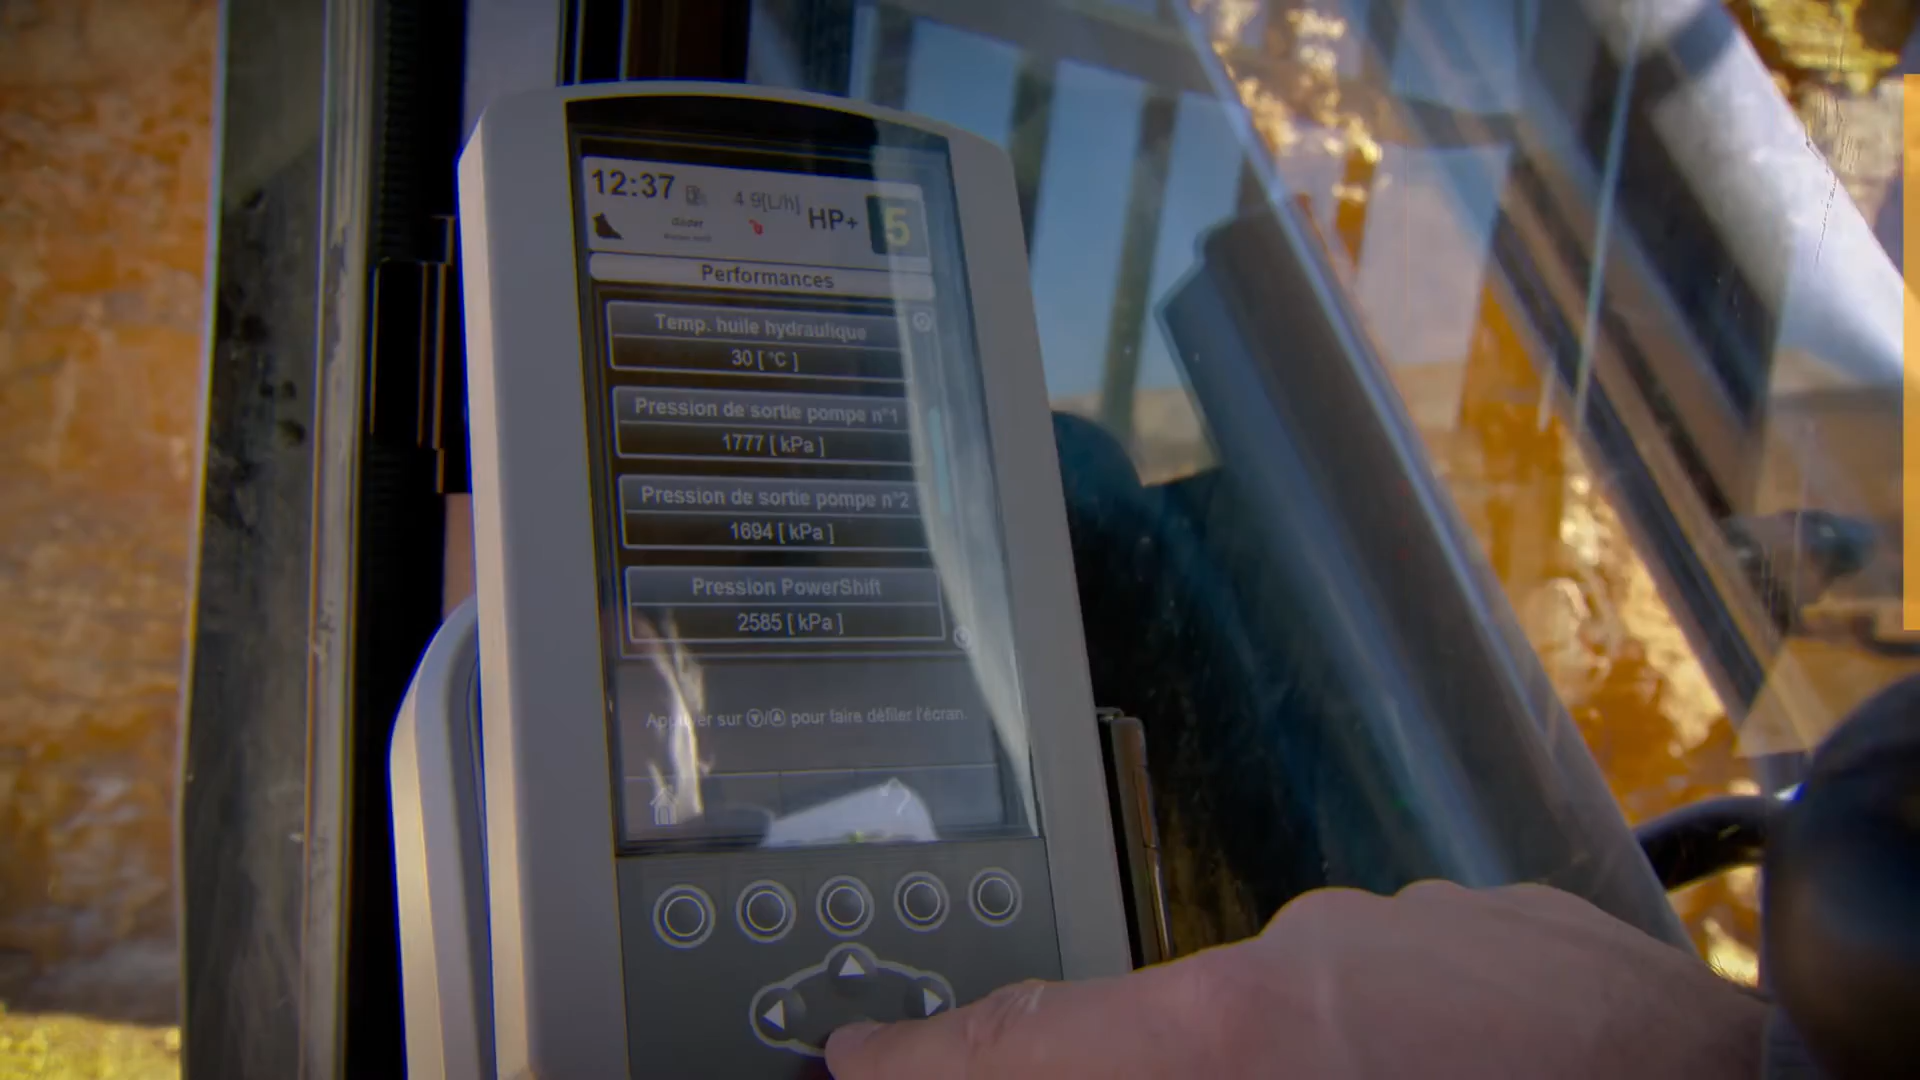 12:37
4 9[L/h]
HP+
5
Performances
Temp. huile hydraulique
30 [ °C ]
Pression de sortie pompe n°1
1777 [ kPa ]
Pression de sortie pompe n°2
1694 [ kPa ]
Pression PowerShift
2585 [ kPa ]
sur ▼/▲ pour faire défiler l'écran.